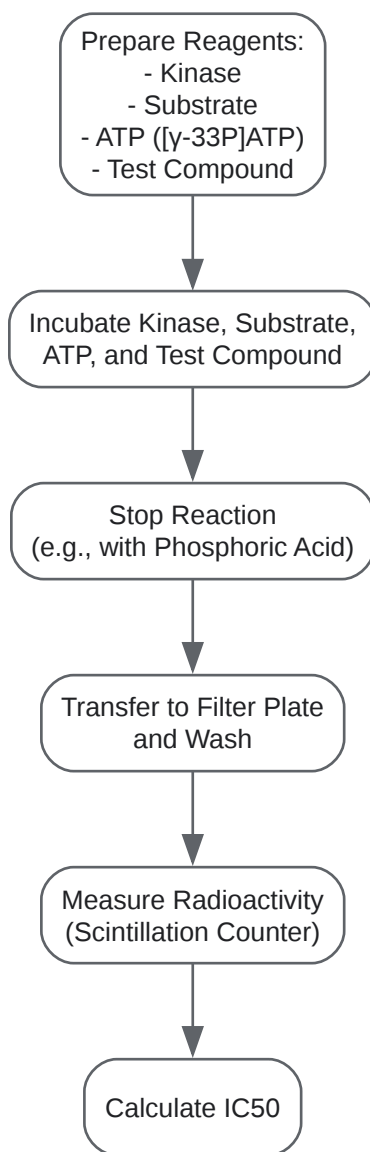 Prepare Reagents:
- Kinase
- Substrate
- ATP ([γ-33P]ATP)
- Test Compound
Incubate Kinase, Substrate,
ATP, and Test Compound
Stop Reaction
(e.g., with Phosphoric Acid)
Transfer to Filter Plate
and Wash
Measure Radioactivity
(Scintillation Counter)
Calculate IC50